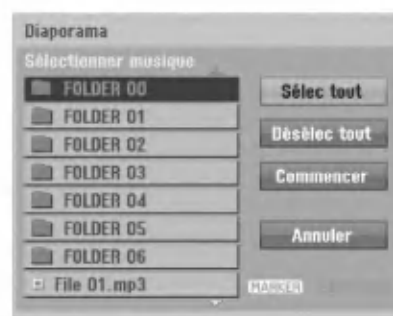 Diaporama
Sélectionner musique
FOLDER 00
FOLDER 01
FOLDER 02
FOLDER 03
FOLDER 04
FOLDER 05
FOLDER 06
File 01.mp3
Sélec tout
Désélec tout
Commencer
Annuler
MARKER